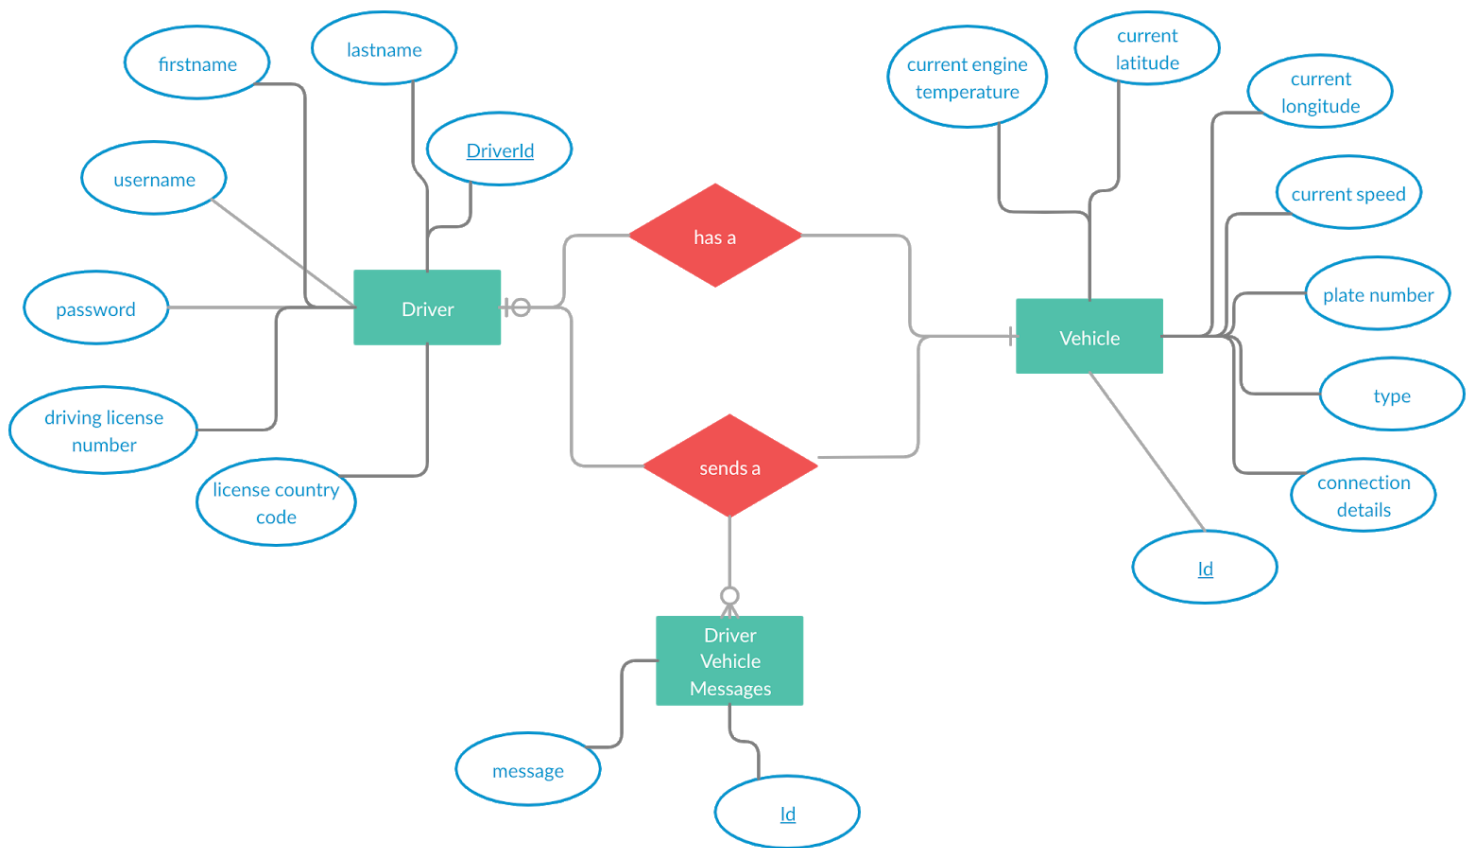 firstname
lastname
current engine
temperature
current
latitude
current
longitude
username
DriverId
current speed
has a
password
Driver
Vehicle
plate number
driving license
number
type
license country
code
sends a
connection
details
Id
Driver
Vehicle
Messages
message
Id